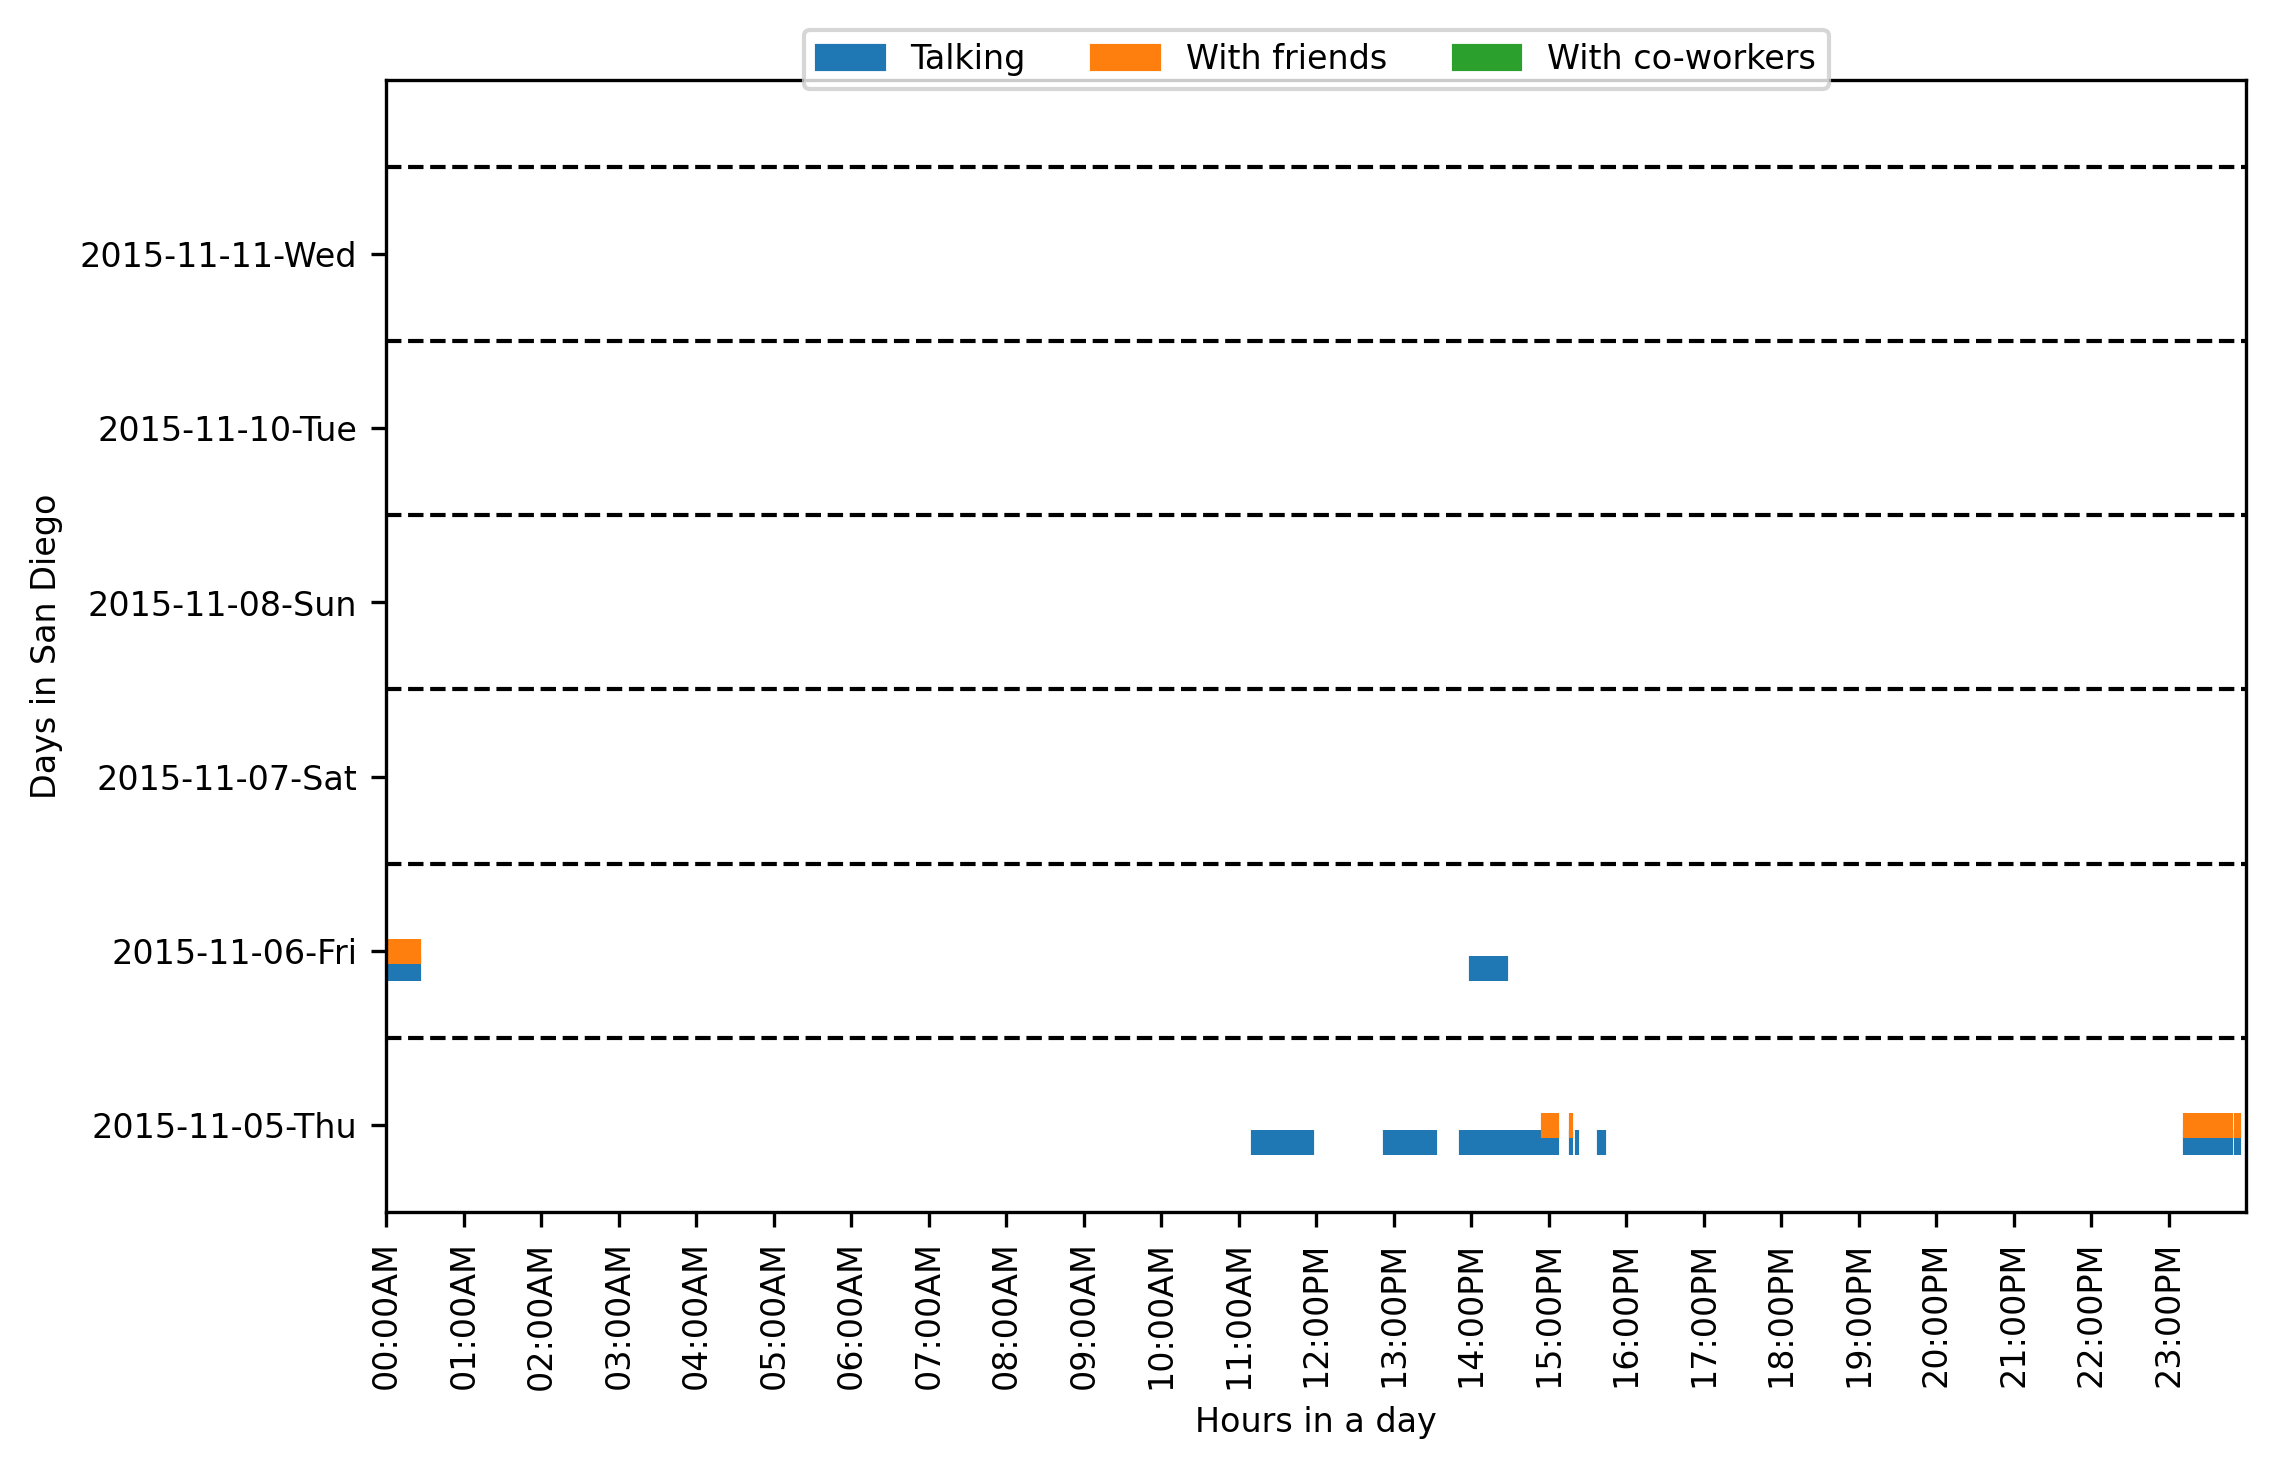 Talking With friends With co-workers
Days in San Diego
2015-11-11-Wed
2015-11-10-Tue
2015-11-08-Sun
2015-11-07-Sat
2015-11-06-Fri
2015-11-05-Thu
00:00AM
01:00AM
02:00AM
03:00AM
04:00AM
05:00AM
06:00AM
07:00AM
08:00AM
09:00AM
10:00AM
11:00AM
12:00PM
13:00PM
14:00PM
15:00PM
16:00PM
17:00PM
18:00PM
19:00PM
20:00PM
21:00PM
22:00PM
23:00PM
Hours in a day